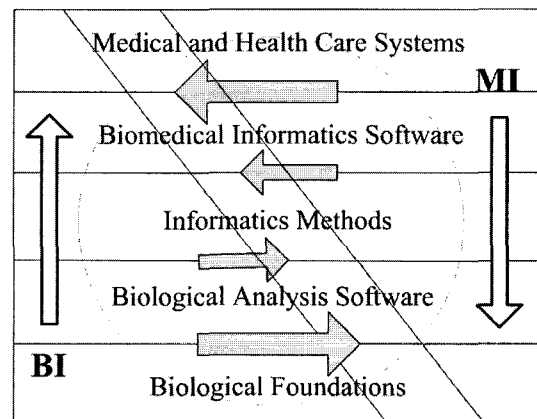 Medical and Health Care Systems
MI
Biomedical Informatics Software
Informatics Methods
Biological Analysis Software
BI
Biological Foundations